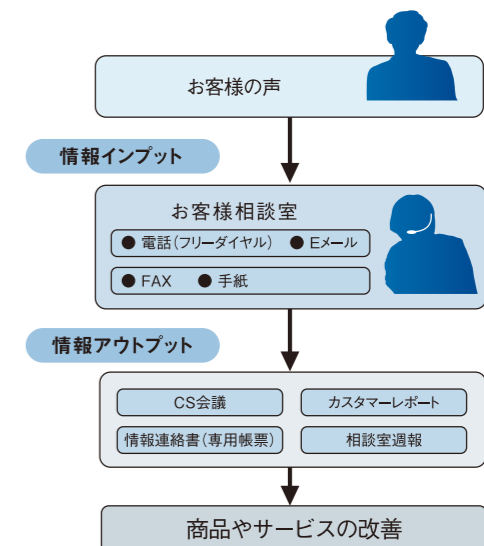 お客様の声
情報インプット
お客様相談室
● 電話(フリーダイヤル) ● Eメール
● FAX ● 手紙
情報アウトプット
CS会議 カスタマーレポート
情報連絡書(専用帳票) 相談室週報
商品やサービスの改善